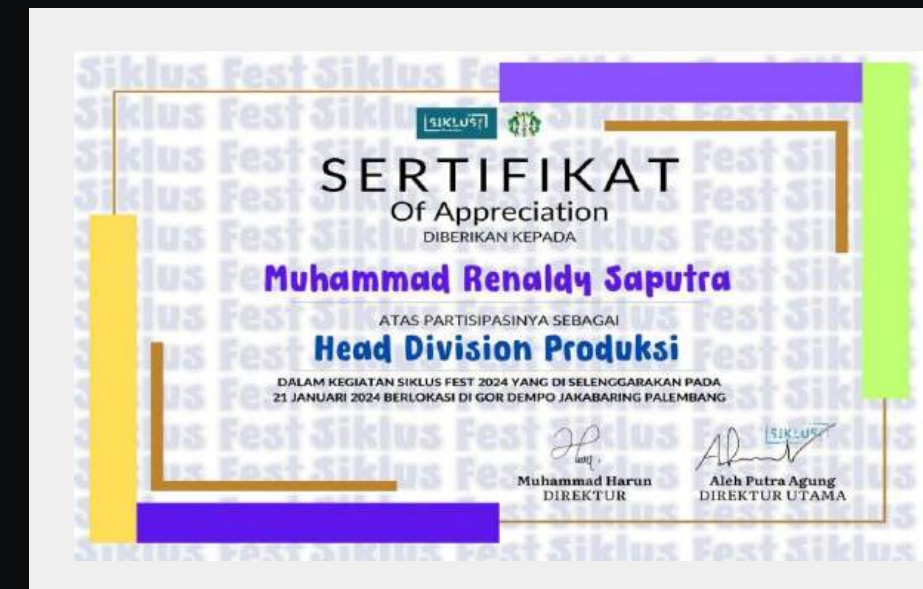 SIKLUS
SERTIFIKAT
Of Appreciation
DIBERIKAN KEPADA
Muhammad Renaldy Saputra
ATAS PARTISIPASINYA SEBAGAI
Head Division Produksi
DALAM KEGIATAN SIKLUS FEST 2024 YANG DI SELENGGARAKAN PADA
21 JANUARI 2024 BERLOKASI DI GOR DEMPO JAKABARING PALEMBANG
SIKLUS
Muhammad Harun
DIREKTUR
Aleh Putra Agung
DIREKTUR UTAMA